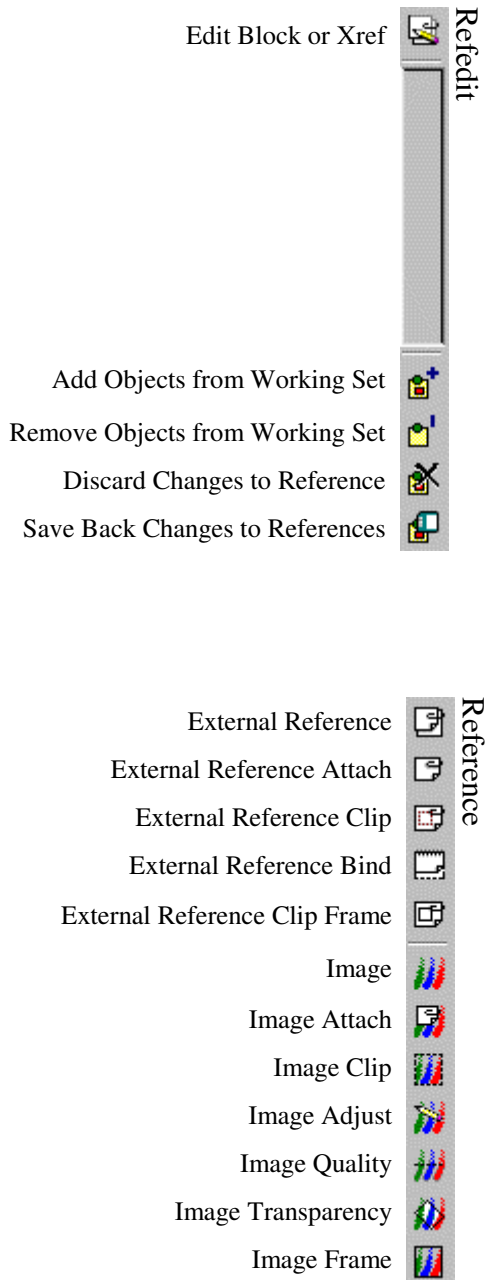 Refedit
Edit Block or Xref
Add Objects from Working Set
Remove Objects from Working Set
Discard Changes to Reference
Save Back Changes to References
Reference
External Reference
External Reference Attach
External Reference Clip
External Reference Bind
External Reference Clip Frame
Image
Image Attach
Image Clip
Image Adjust
Image Quality
Image Transparency
Image Frame